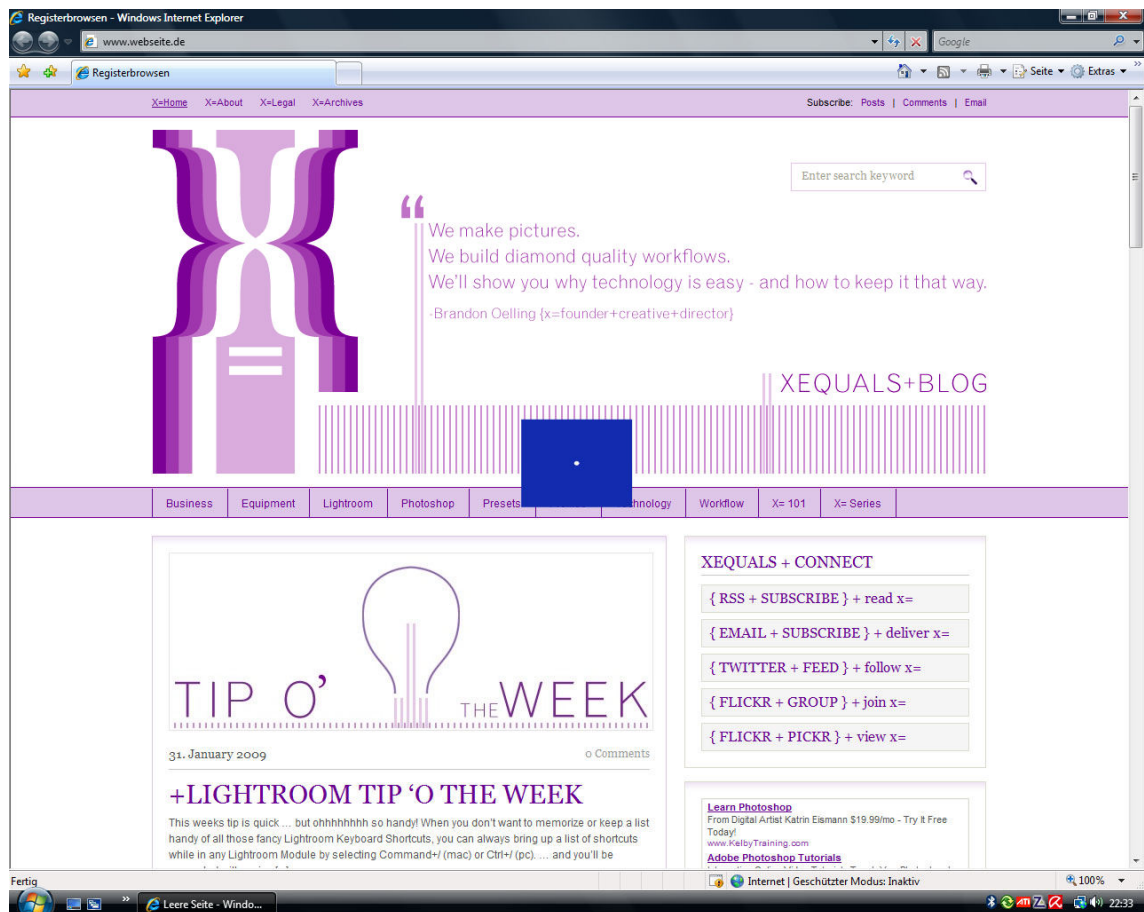 Registerbrowsen - Windows Internet Explorer
www.webseite.de
Google
Registerbrowsen
Seite
Extras
X=Home X=About X=Legal X=Archives
Subscribe: Posts | Comments | Email
Enter search keyword
“
We make pictures.
We build diamond quality workflows.
We'll show you why technology is easy - and how to keep it that way.
-Brandon Oelling {x=founder+creative+director}
XEQUALS+BLOG
Business Equipment Lightroom Photoshop Presets hnology Workflow X= 101 X= Series
TIP O’ THE WEEK
31. January 2009
0 Comments
+LIGHTROOM TIP ‘O THE WEEK
This weeks tip is quick … but ohhhhhhhh so handy! When you don't want to memorize or keep a list
handy of all those fancy Lightroom Keyboard Shortcuts, you can always bring up a list of shortcuts
while in any Lightroom Module by selecting Command+/ (mac) or Ctrl+/ (pc). … and you'll be
XEQUALS + CONNECT
{ RSS + SUBSCRIBE } + read x=
{ EMAIL + SUBSCRIBE } + deliver x=
{ TWITTER + FEED } + follow x=
{ FLICKR + GROUP } + join x=
{ FLICKR + PICKR } + view x=
Learn Photoshop
From Digital Artist Katrin Eismann $19.99/mo - Try It Free
Today!
www.KelbyTraining.com
Adobe Photoshop Tutorials
Fertig
Internet | Geschützter Modus: Inaktiv
100%
Leere Seite - Windo...
22:33